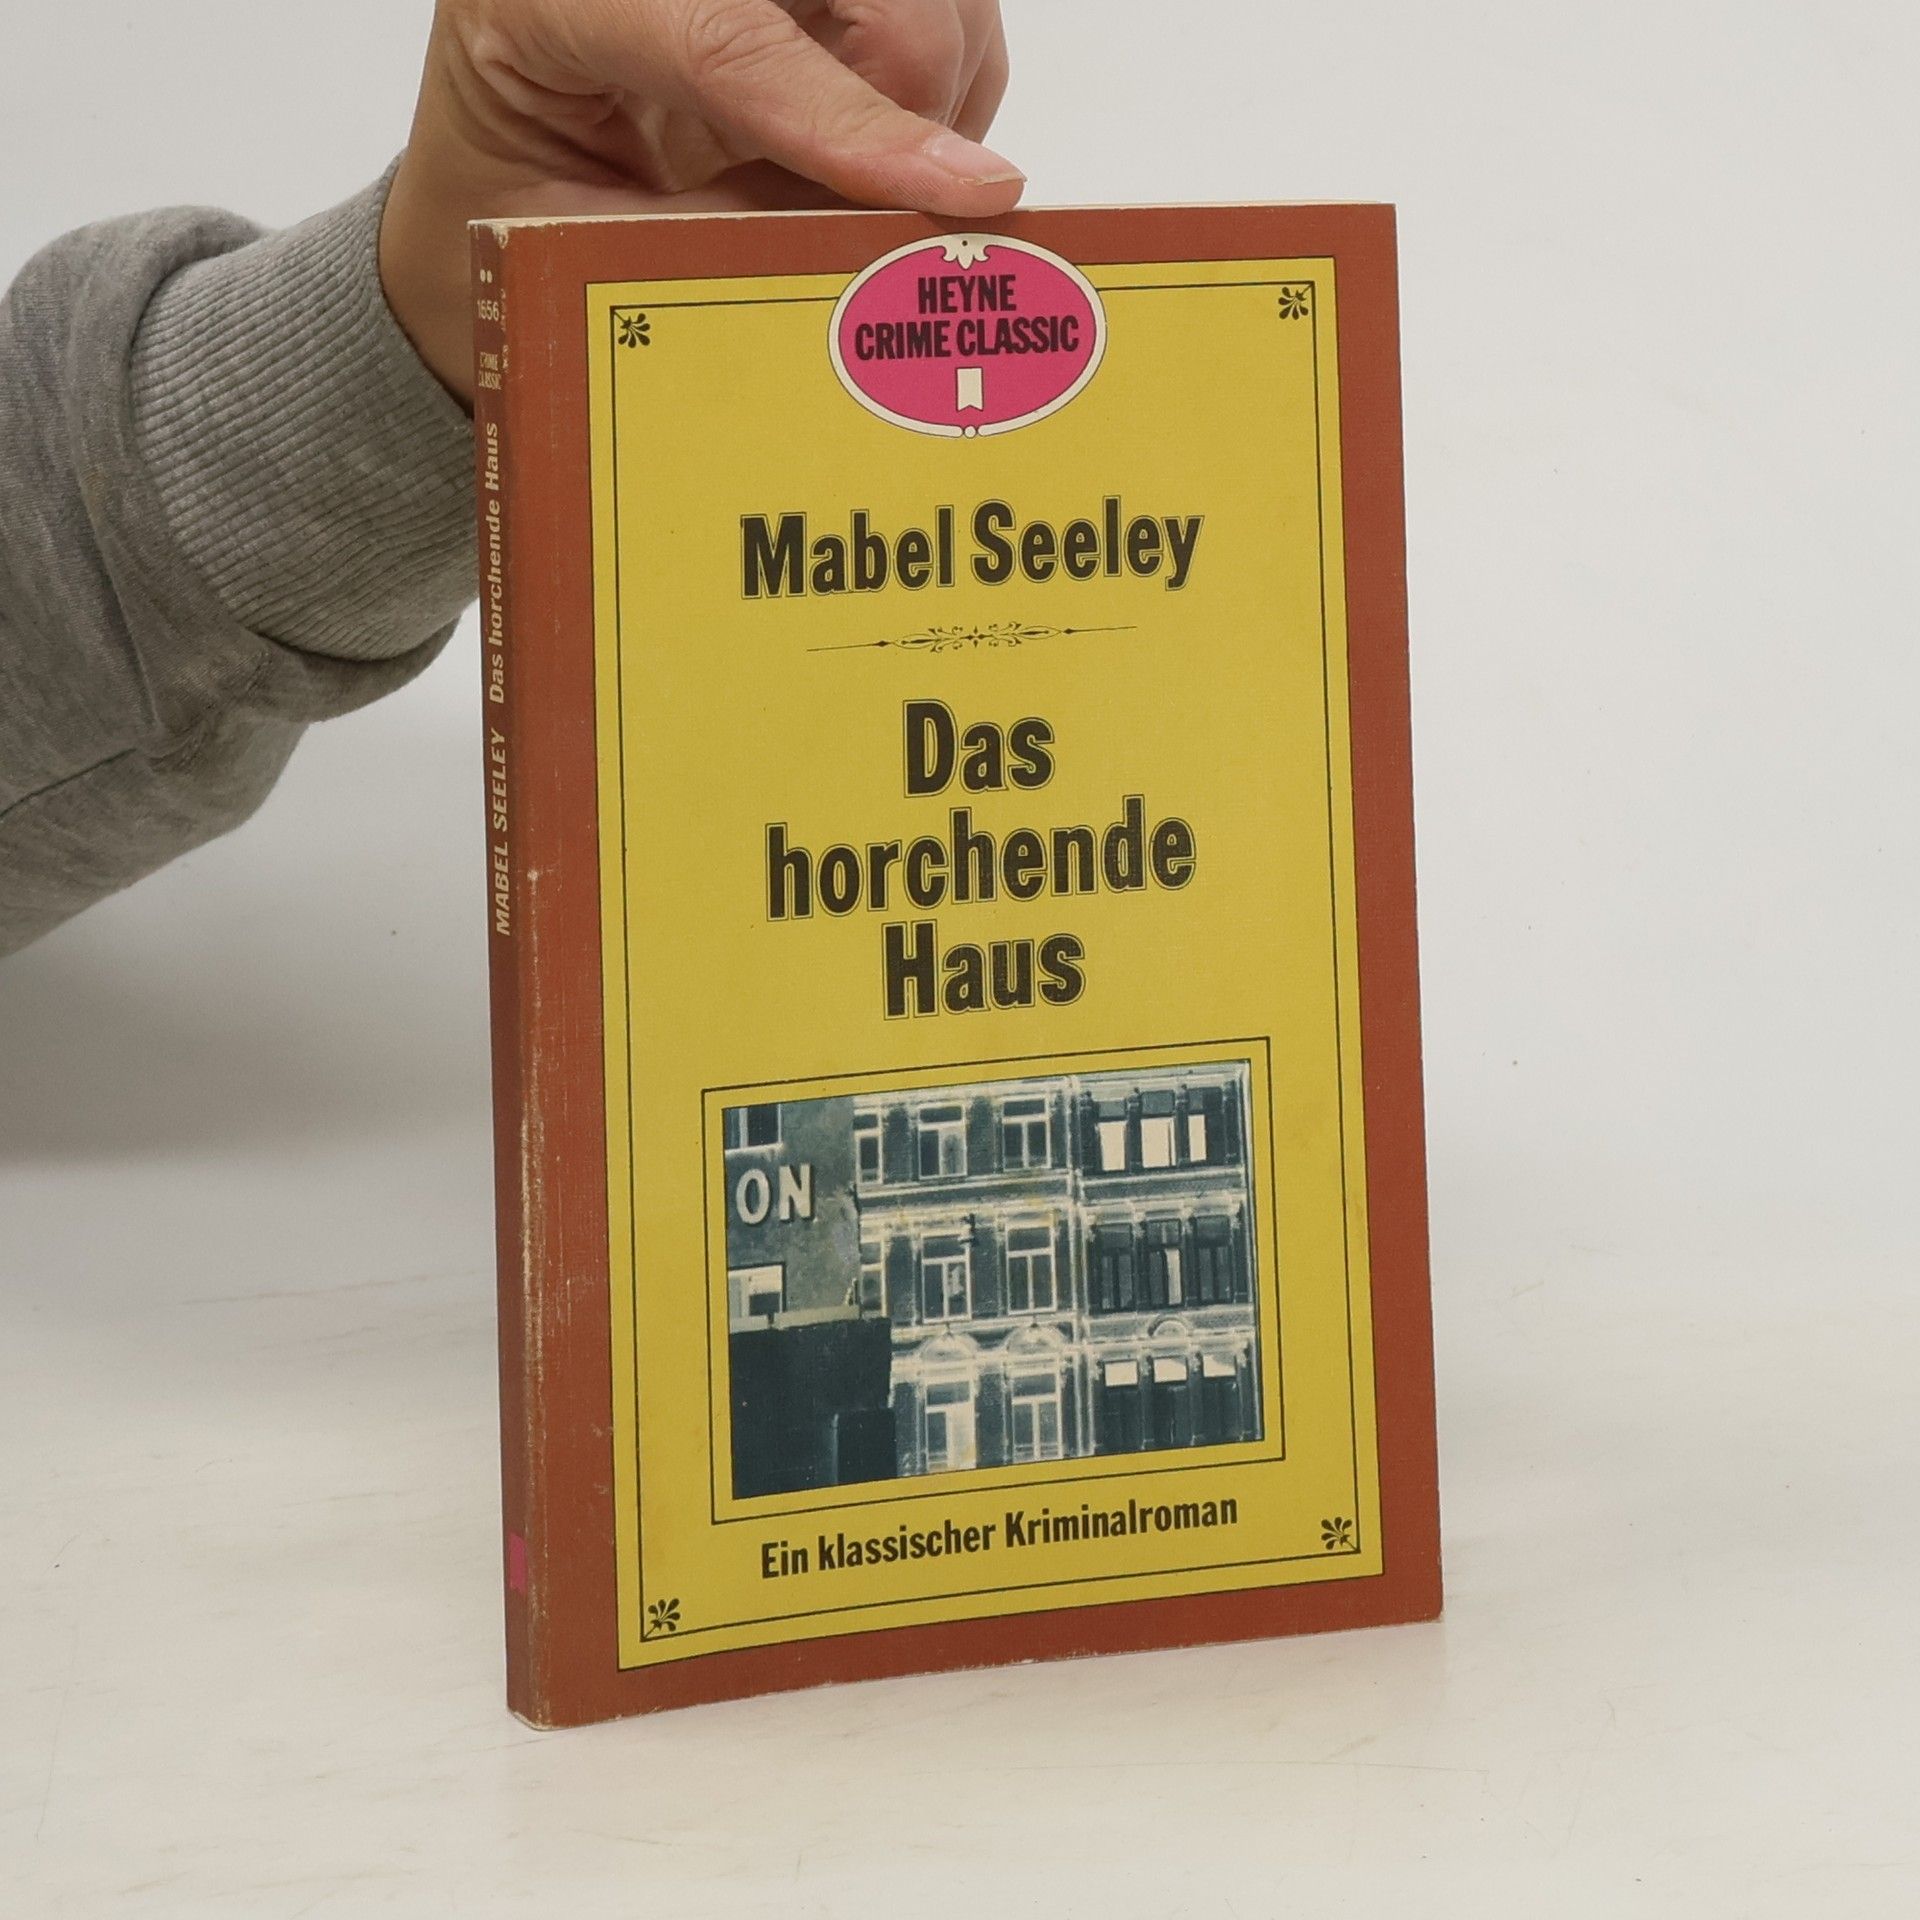 HEYNE
CRIME CLASSIC
Mabel Seeley
Das
horchende
Haus
ON
Ein klassischer Kriminalroman
1656
CRIME
CLASSIC
MABEL SEELEY Das horchende Haus